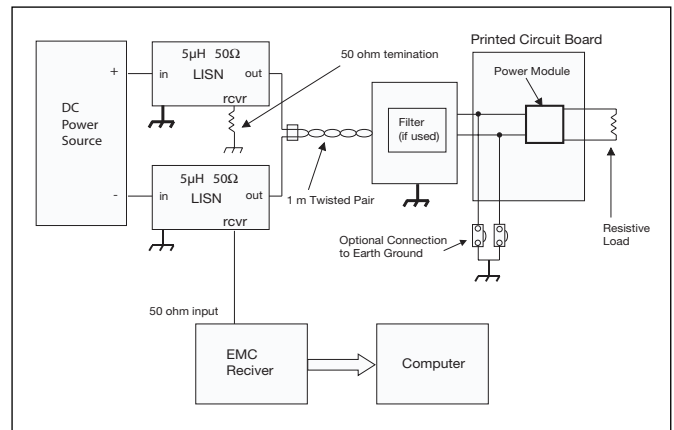 Printed Circuit Board
5µH 50Ω
LISN
in
out
rcvr
50 ohm temination
Power Module
+
DC
Power
Source
-
Filter
(if used)
5µH 50Ω
LISN
in
out
rcvr
1 m Twisted Pair
Optional Connection
to Earth Ground
Resistive
Load
50 ohm input
EMC
Reciver
Computer